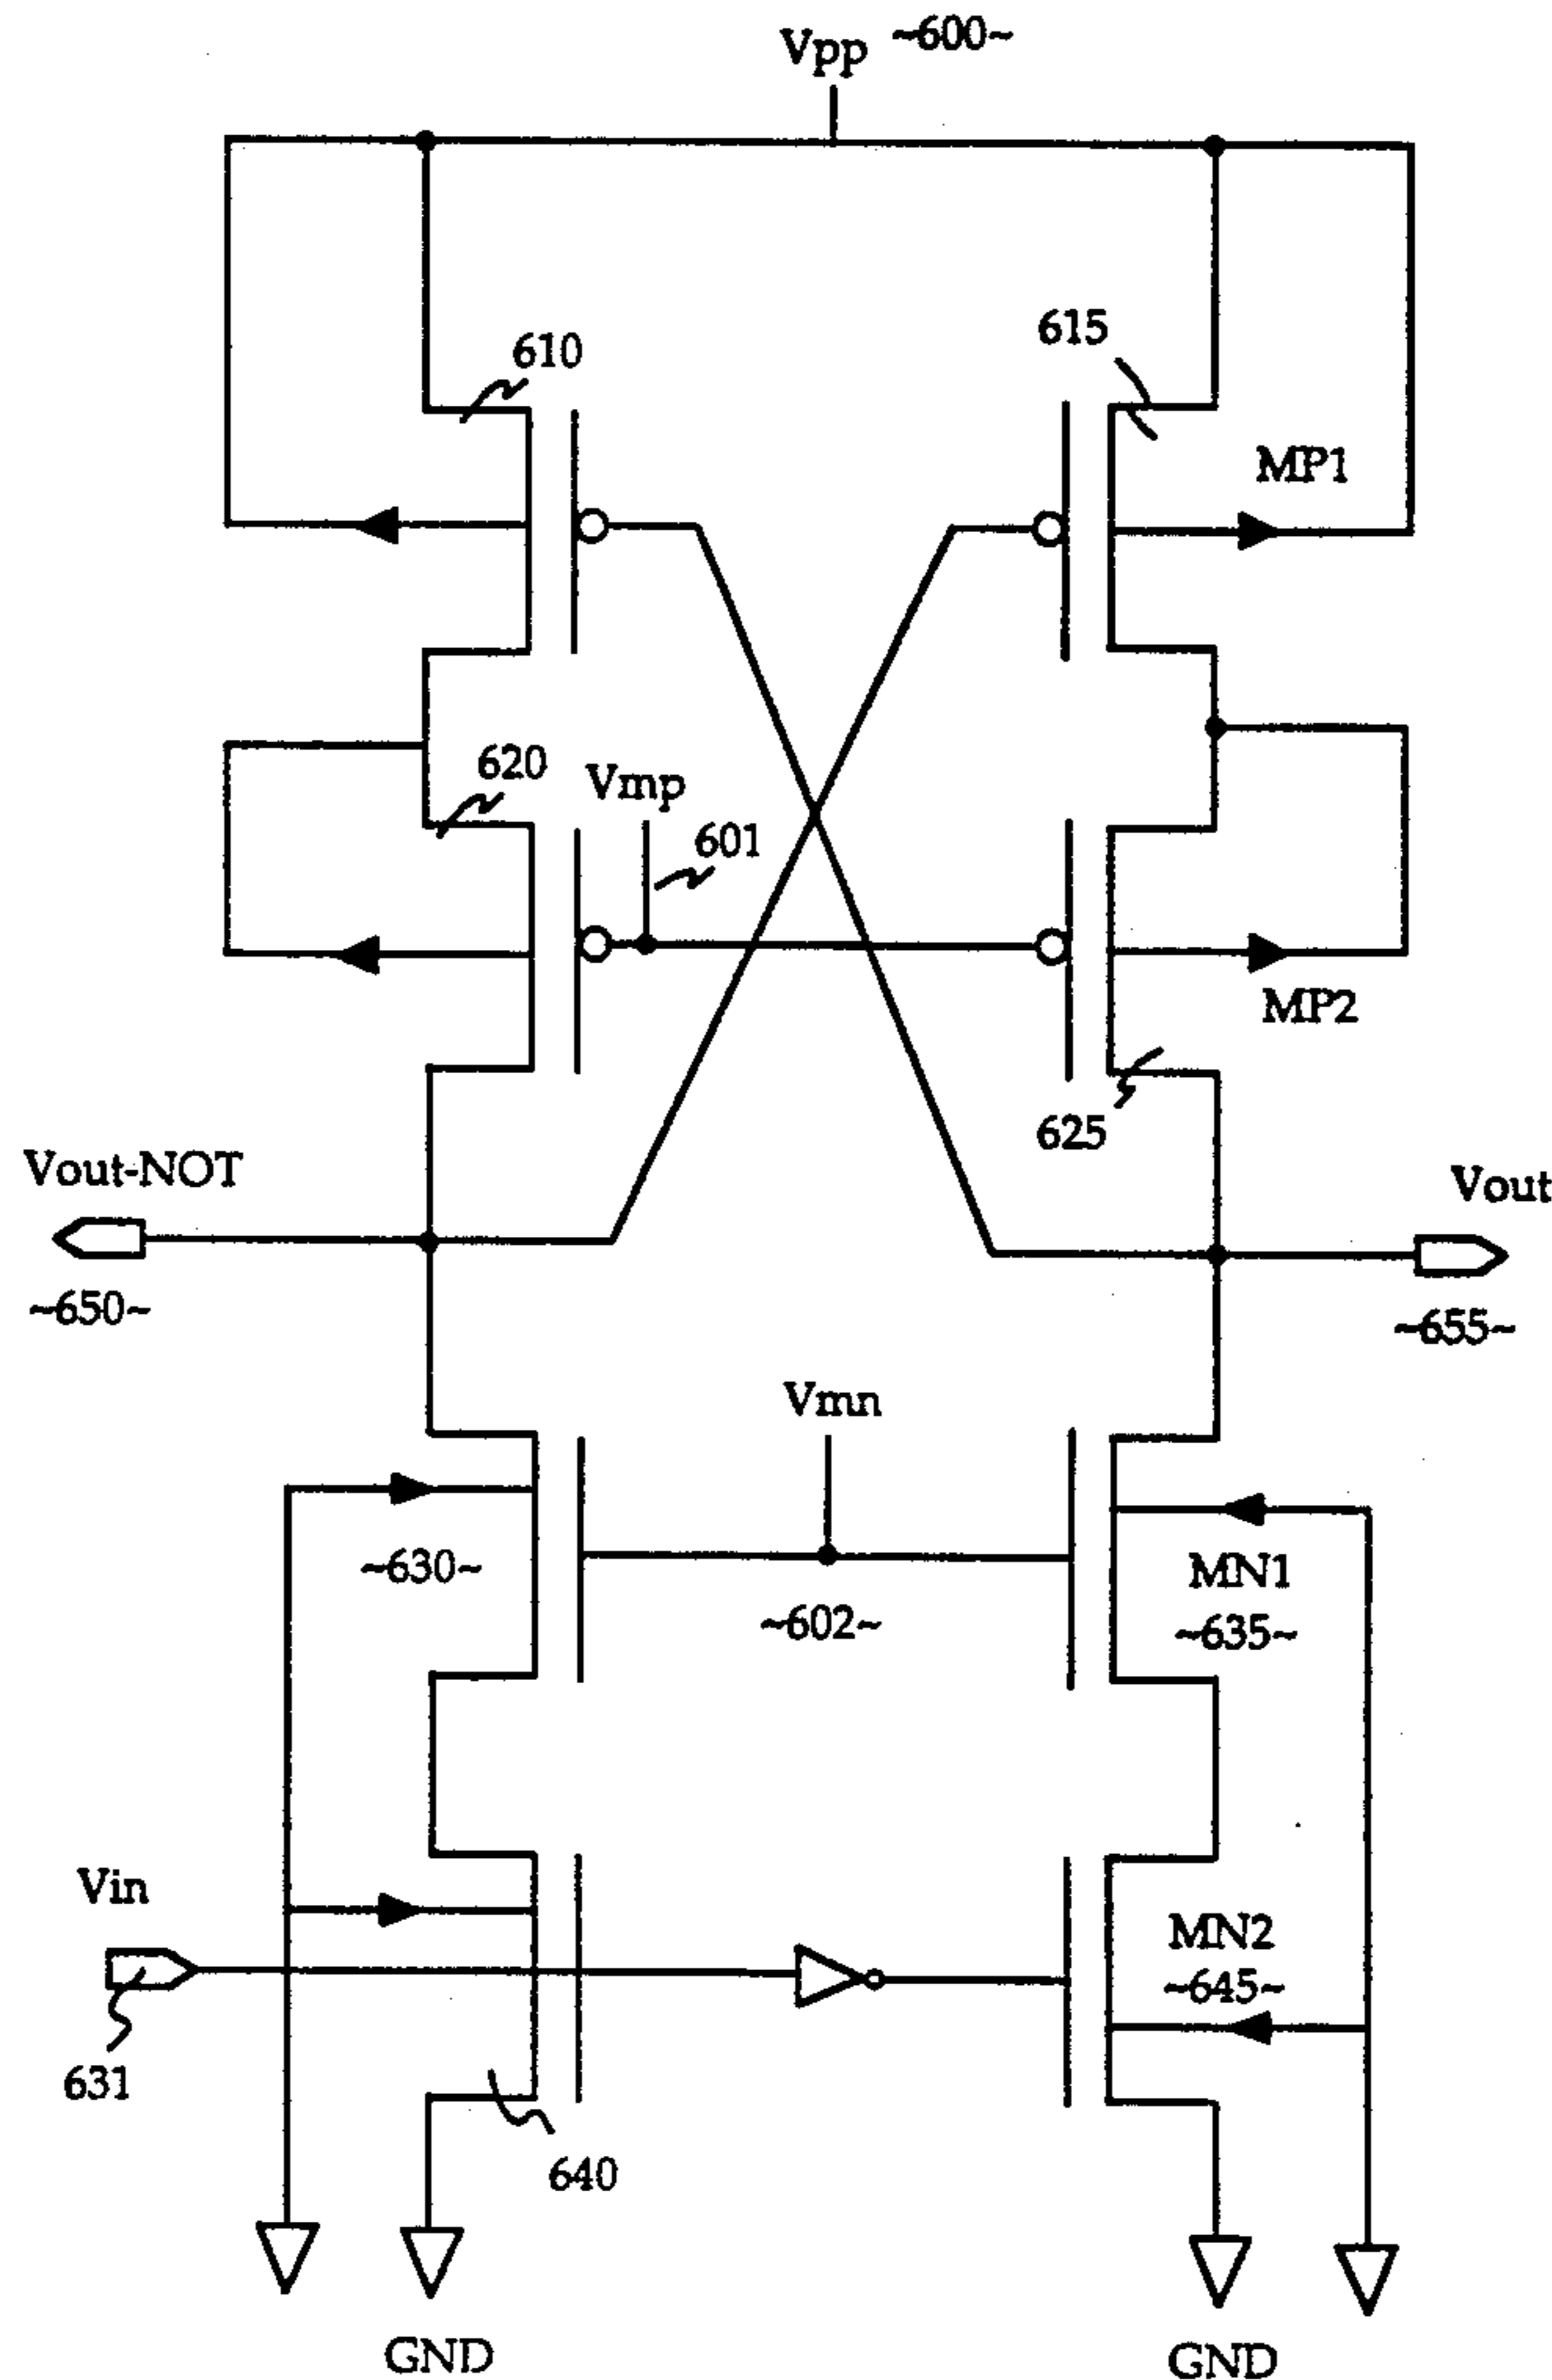 Vpp ~600~
610
615
MP1
620
Vmp
601
MP2
625
Vout-NOT
Vout
~650~
~655~
Vmn
~630~
~602~
MN1
~635~
Vin
MN2
~645~
631
640
GND
GND